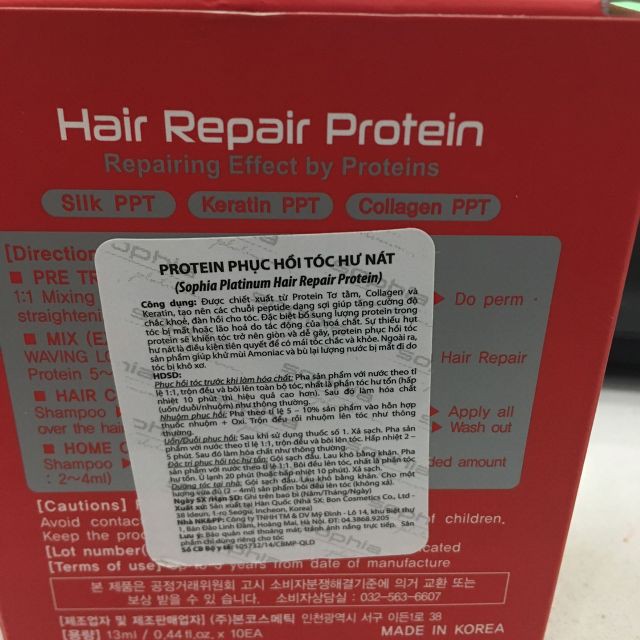 Hair Repair Protein
Repairing Effect by Proteins
Silk PPT Keratin PPT Collagen PPT
[Direction
■ PRE TR
1:1 Mixing
straighteni
▶ Do perm ·
■ MIX (E
WAVING LO
Protein 5~
Hair Repair
■ HAIR C
Shampoo ▶
over the hai
▶ Apply all
▶ Wash out
■ HOME C
Shampoo ▶
: 2~4ml)
ded amount
sophia
PROTEIN PHỤC HỒI TÓC HƯ NÁT
(Sophia Platinum Hair Repair Protein)
Công dụng: Được chiết xuất từ Protein Tơ tằm, Collagen và
Keratin, tạo nên các chuỗi peptide dạng sợi giúp tăng cường độ
chắc khoẻ, đàn hồi cho tóc. Đặc biệt bổ sung lượng protein trong
tóc bị mất hoặc lão hoá do tác động của hoá chất. Sự thiếu hụt
protein sẽ khiến tóc trở nên giòn và dễ gãy, protein phục hồi tóc
hư nát là điều kiện tiên quyết để có mái tóc chắc và khỏe. Ngoài ra,
sản phẩm giúp khử mùi Amoniac và bù lại lượng nước bị mất đi do
tóc bị khô xơ.
HDSD:
Phục hồi tóc trước khi làm hóa chất: Pha sản phẩm với nước theo tỉ
lệ 1:1, trộn đều và bôi lên toàn bộ tóc, nhất là phần tóc hư tổn (hấp
nhiệt 10 phút thì hiệu quả cao hơn). Sau đó làm hóa chất
(uốn/duỗi/nhuộm) như thông thường.
Nhuộm phục hồi: Pha theo tỉ lệ 5 – 10% sản phẩm vào hỗn hợp
thuốc nhuộm + Oxi. Trộn đều rồi nhuộm lên tóc như thông
thường.
Uốn/Duỗi phục hồi: Sau khi sử dụng thuốc số 1. Xả sạch. Pha sản
phẩm với nước theo tỉ lệ 1:1, trộn đều và bôi lên tóc. Hấp nhiệt 2 –
5 phút. Sau đó làm hóa chất như thông thường.
Đặc trị phục hồi tóc hư tổn: Gội sạch đầu. Lau khô bằng khăn. Pha
sản phẩm với nước theo tỉ lệ 1:1. Bôi đều lên tóc, nhất là phần tóc
hư tổn. Ủ lạnh 20 phút (hoặc hấp nhiệt 10 phút). Xả sạch.
Dưỡng tóc tại nhà: Gội sạch đầu. Lau khô bằng khăn. Cho một
lượng vừa đủ (2 – 4ml) sản phẩm bôi đều lên tóc (không xả).
Ngày SX /Hạn SD: Ghi trên bao bì (Năm/Tháng/Ngày)
Xuất xứ: Sản xuất tại Hàn Quốc (Nhà SX: Bon Cosmetics Co., Ltd -
38 ideun, 1-ro, Seogu, Incheon, Korea)
Nhà NK&PP: Công ty TNHH TM & DV Mỹ Đình - Lô 14, khu Biệt thự
1, Bán Đảo Linh Đàm, Hoàng Mai, Hà Nội, ĐT: 04.3868.9205
Lưu ý: Bảo quản nơi thoáng mát, tránh ánh nắng trực tiếp. Sản
phẩm chỉ dùng riêng cho tóc
Số CB Bộ y tế: 105732/14/CBMP-QLD
[Cautions]
Avoid contac
of children.
Keep the pro
[Lot number(
cated
[Terms of use] Up to 3 years from date of manufacture
본 제품은 공정거래위원회 고시 소비자분쟁해결기준에 의거 교환 또는
보상 받을 수 있습니다. 소비자상담실 : 032-563-6607
[제조업자 및 제조판매업자] (주)본코스메틱 인천광역시 서구 이든1로 38
[용량] 13ml / 0.44fl.oz. x 10EA MADE IN KOREA